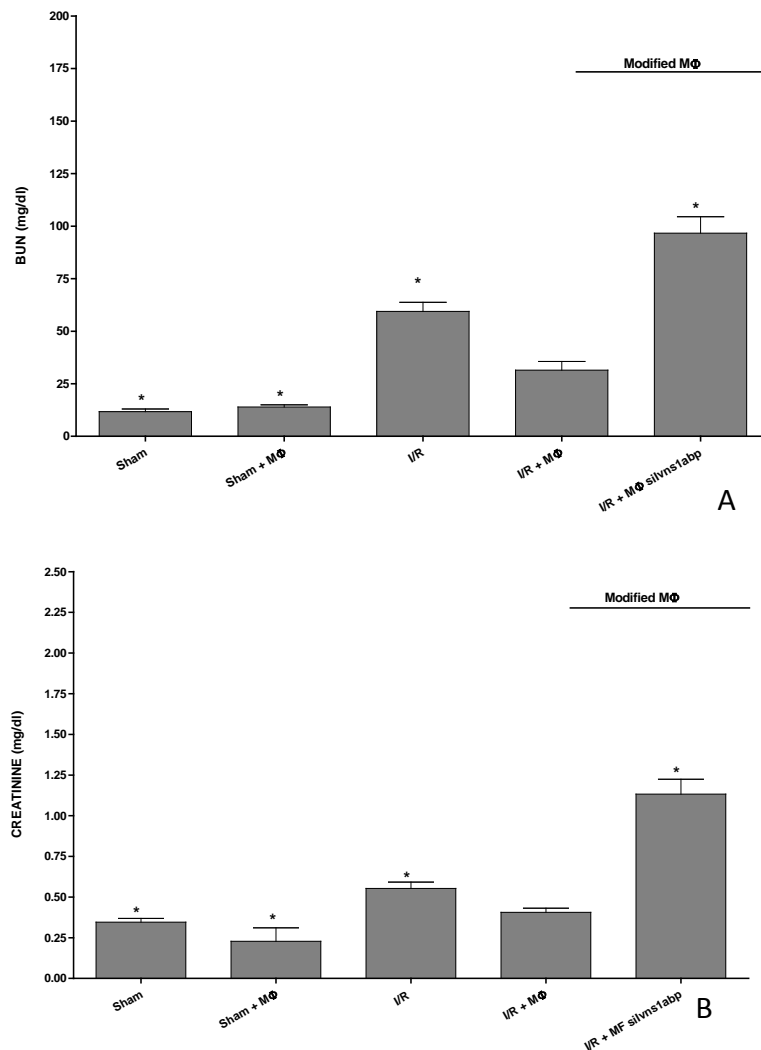 200
Modified MΦ
175
150
125
BUN (mg/dl)
100
*
75
*
50
25
*
*
0
Sham
Sham + MΦ
I/R
I/R + MΦ
I/R + MΦ silvns1abp
A
2.50
2.25
Modified MΦ
2.00
1.75
1.50
CREATININE (mg/dl)
1.25
*
1.00
0.75
*
0.50
*
*
0.25
0.00
Sham
Sham + MΦ
I/R
I/R + MΦ
I/R + MF silvns1abp
B